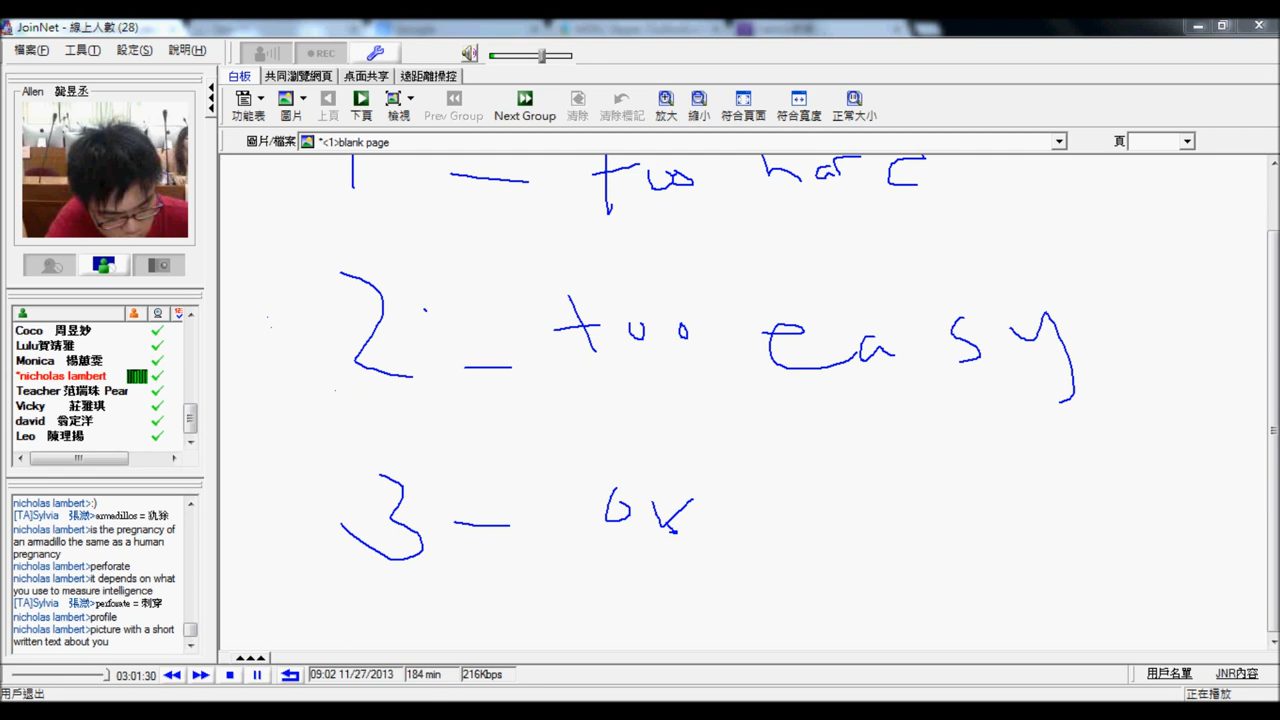 JoinNet - 線上人數 (28)
檔案(F) 工具(T) 設定(S) 說明(H)
REC
Allen 龔昱丞
白板 共同瀏覽網頁 桌面共享 遠距離操控
功能表 圖片 上頁 下頁 檢視 Prev Group Next Group 清除 清除標記 放大 縮小 符合頁面 符合寬度 正常大小
圖片/檔案 *<1>blank page 頁
1 — too
2 — too easy
3 — ok
Coco 周昱妙
Lulu賀婧雅
Monica
*nicholas lambert
Teacher 范瑞珠 Pear
Vicky 莊雅琪
david 翁定洋
Leo 陳理揚
nicholas lambert>:)
[TA]Sylvia 張 >armadillos = 犰狳
nicholas lambert>is the pregnancy of
an armadillo the same as a human
pregnancy
nicholas lambert>perforate
nicholas lambert>it depends on what
you use to measure intelligence
[TA]Sylvia 張 >perforate = 刺穿
nicholas lambert>profile
nicholas lambert>picture with a short
written text about you
03:01:30 09:02 11/27/2013 184 min 216Kbps 用戶名單 JNR內容
用戶退出 正在播放